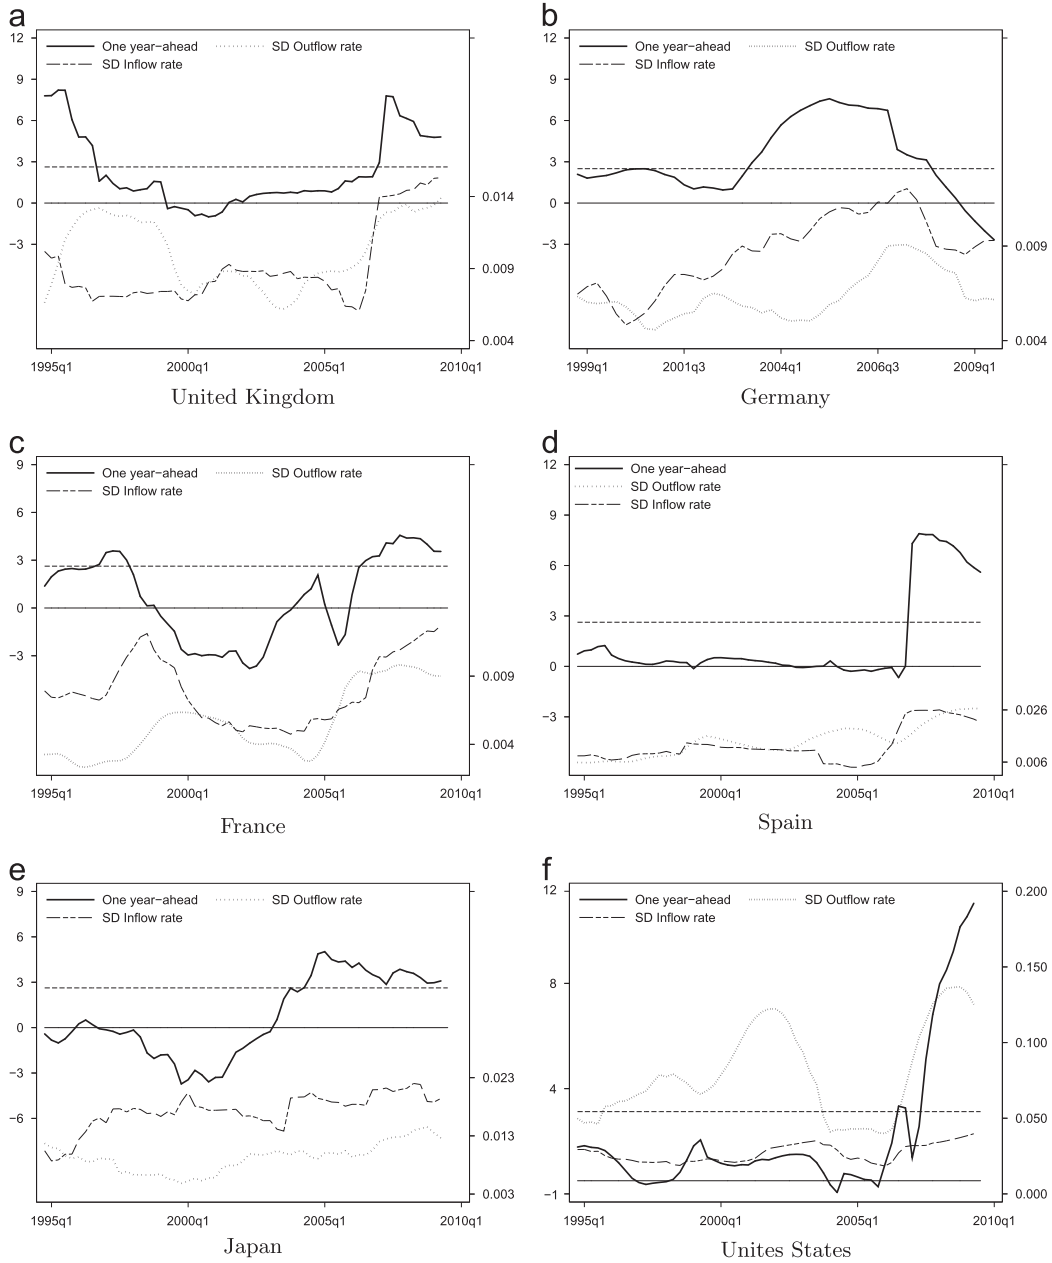 a
One year−ahead SD Outflow rate
SD Inflow rate
12
9
6
3
0
−3
0.014
0.009
0.004
1995q1 2000q1 2005q1 2010q1
United Kingdom
b
One year−ahead SD Outflow rate
SD Inflow rate
12
9
6
3
0
−3
0.009
0.004
1999q1 2001q3 2004q1 2006q3 2009q1
Germany
c
One year−ahead SD Outflow rate
SD Inflow rate
9
6
3
0
−3
0.009
0.004
1995q1 2000q1 2005q1 2010q1
France
d
One year−ahead
SD Outflow rate
SD Inflow rate
12
9
6
3
0
−3
0.026
0.006
1995q1 2000q1 2005q1 2010q1
Spain
e
One year−ahead SD Outflow rate
SD Inflow rate
9
6
3
0
−3
−6
0.023
0.013
0.003
1995q1 2000q1 2005q1 2010q1
Japan
f
One year−ahead SD Outflow rate
SD Inflow rate
12
8
4
−1
0.200
0.150
0.100
0.050
0.000
1995q1 2000q1 2005q1 2010q1
Unites States